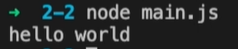 → 2-2 node main.js
hello world